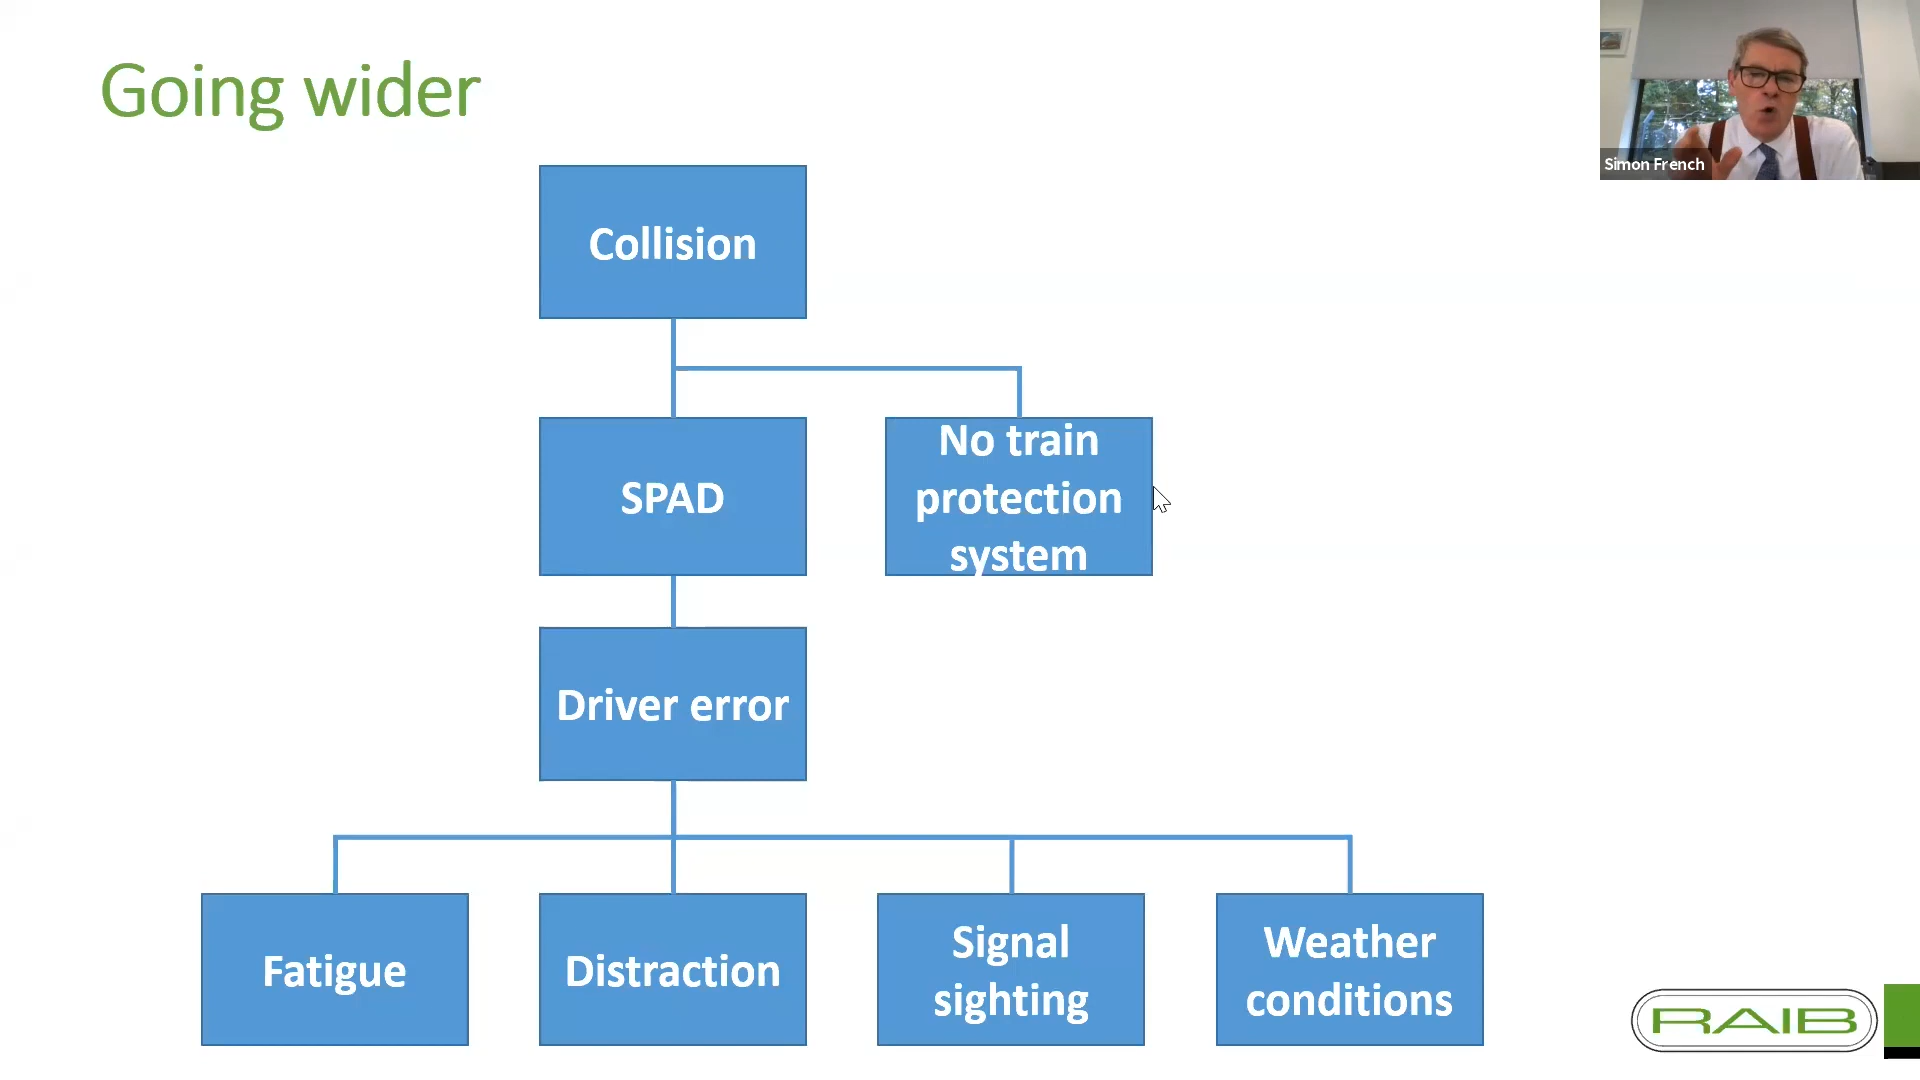 Going wider
Simon French
Collision
SPAD
No train
protection
system
Driver error
Fatigue
Distraction
Signal
sighting
Weather
conditions
RAIB